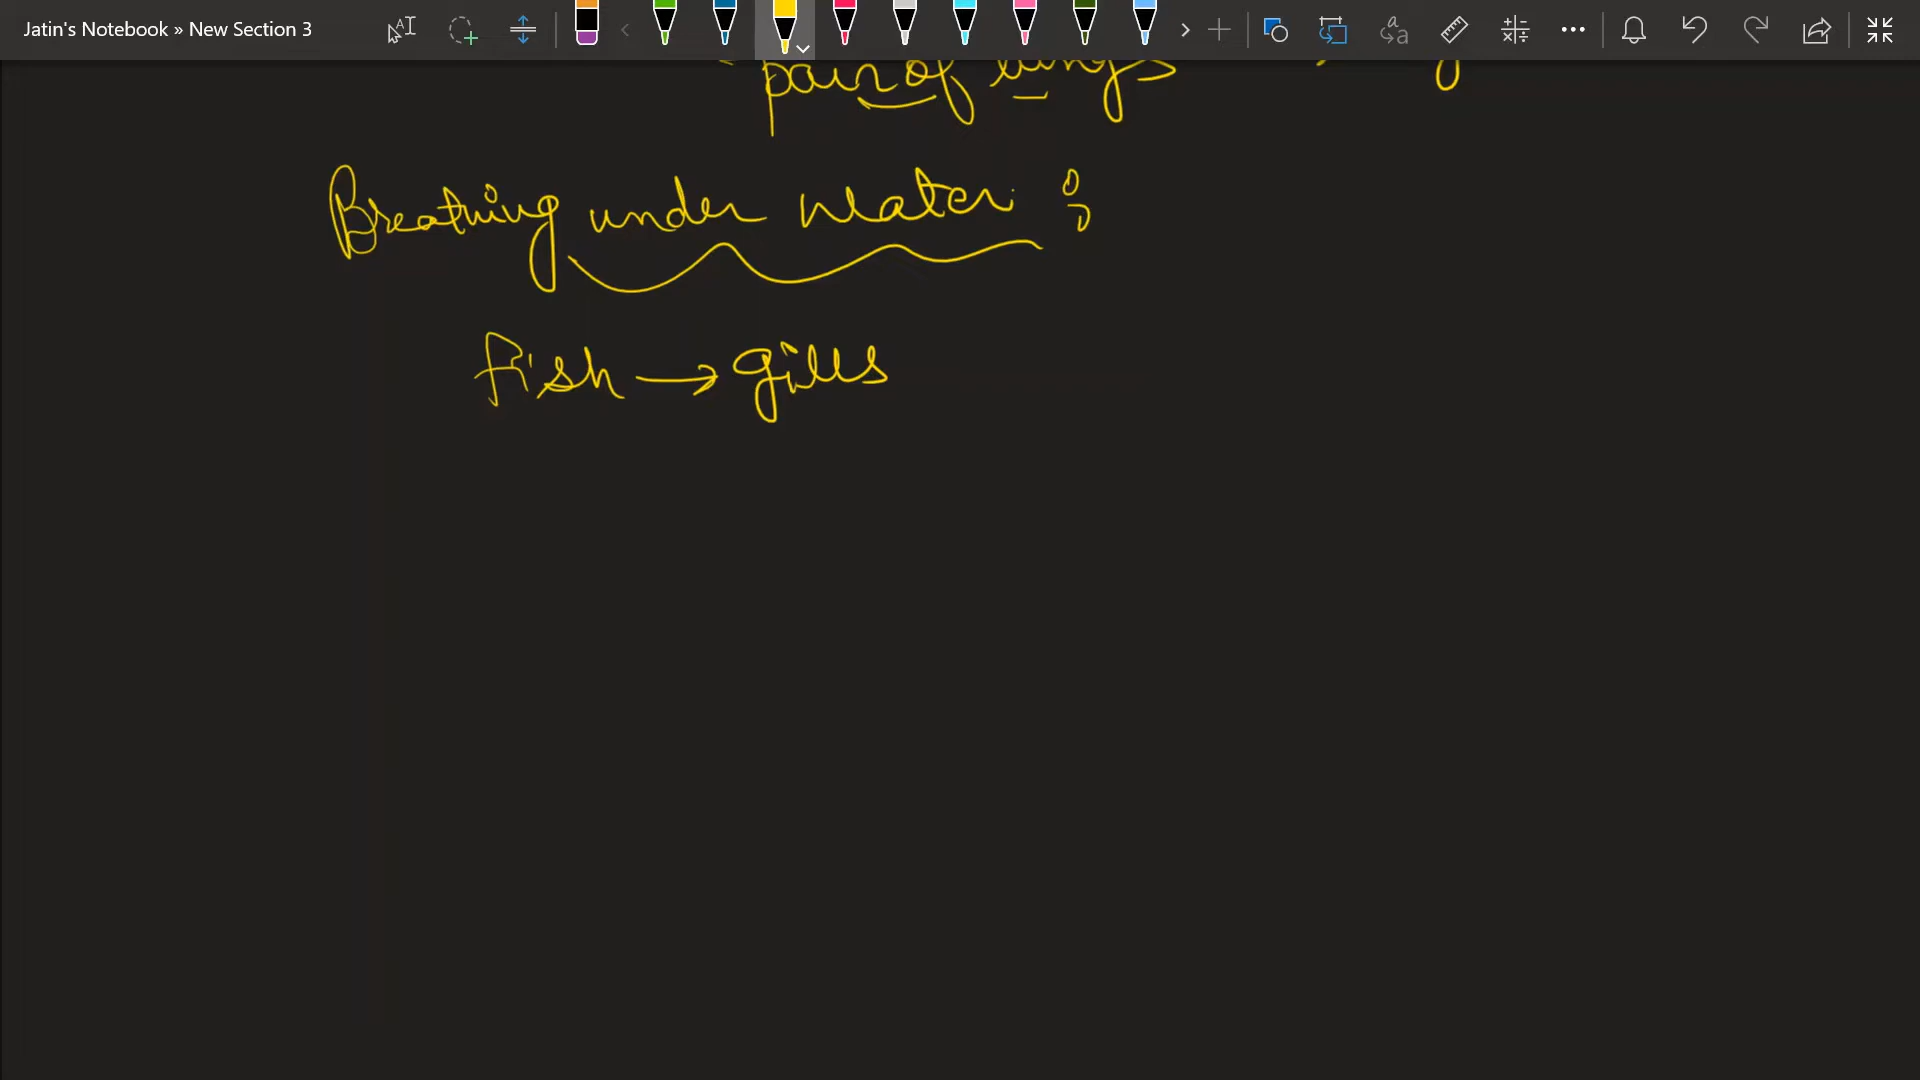 Jatin's Notebook » New Section 3
pair of lungs
Breathing under water :
fish → gills